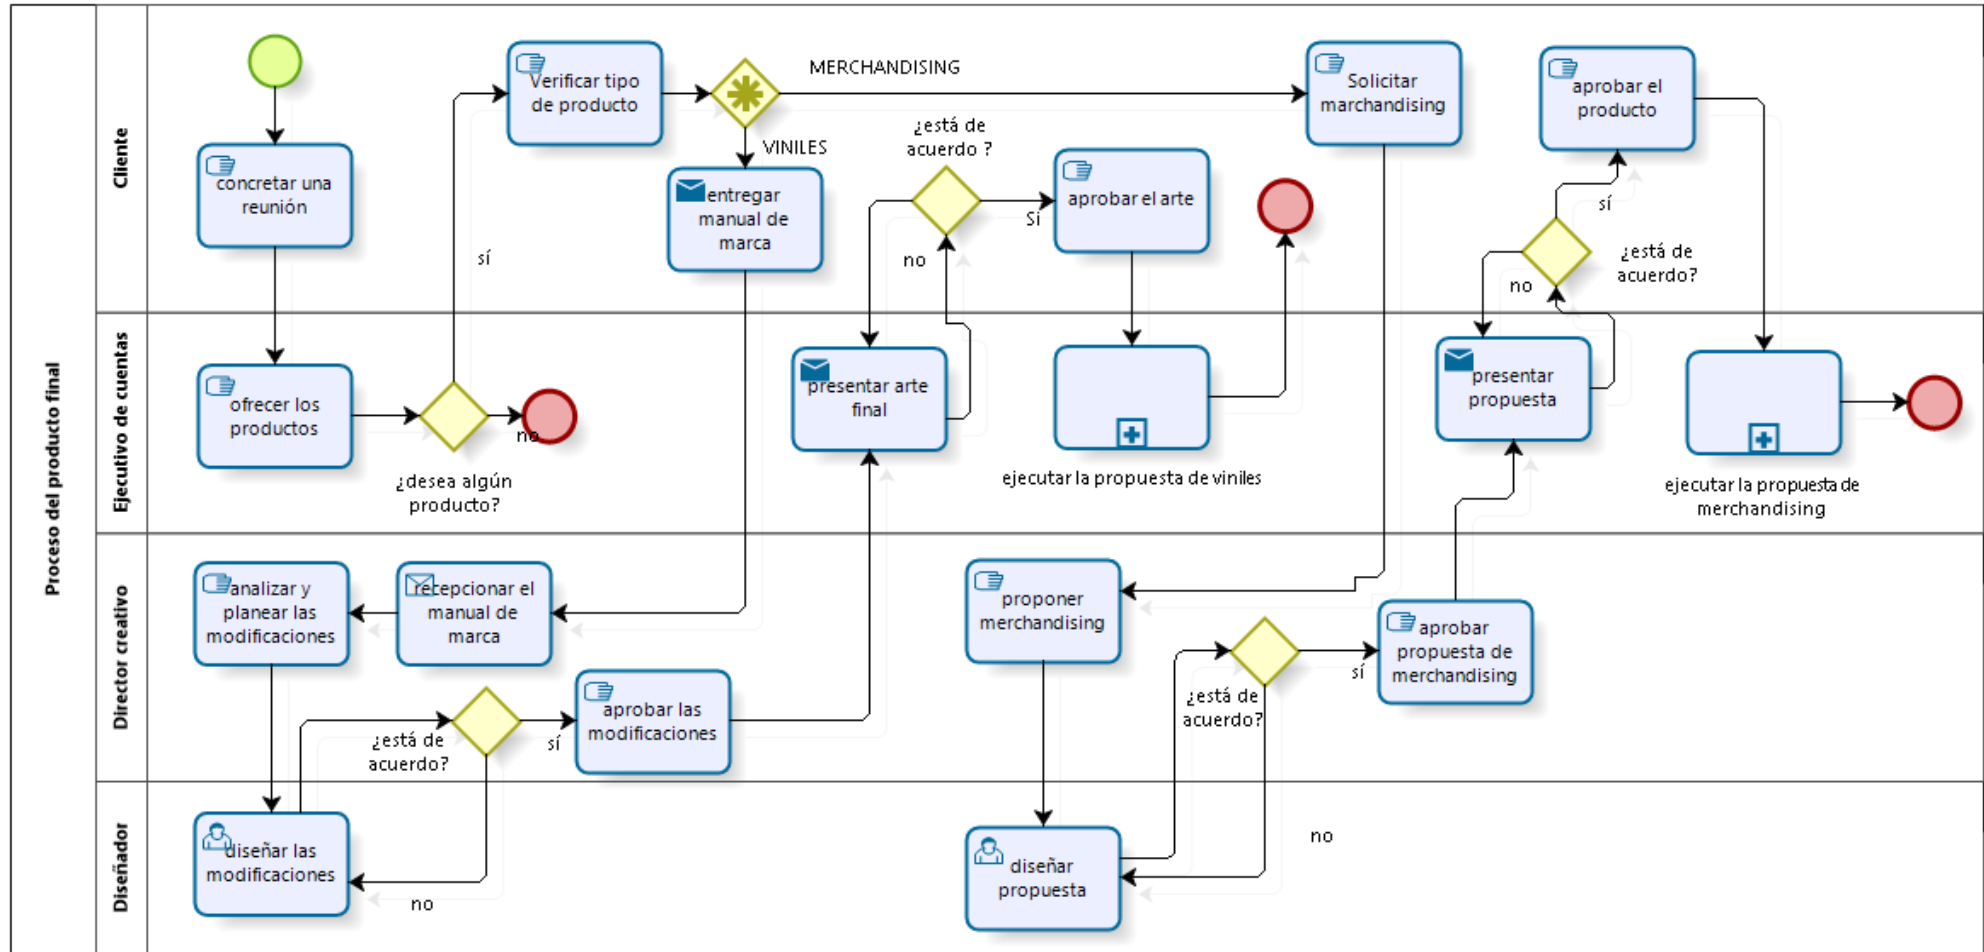 Proceso del producto final
Cliente
concretar una
reunión
sí
Verificar tipo
de producto
MERCHANDISING
VINILES
entregar
manual de
marca
¿está de
acuerdo ?
no
Sí
aprobar el arte
Solicitar
marchandising
aprobar el
producto
sí
¿está de
acuerdo?
no
Ejecutivo de cuentas
ofrecer los
productos
no
¿desea algún
producto?
presentar arte
final
ejecutar la propuesta de viniles
presentar
propuesta
ejecutar la propuesta de
merchandising
Director creativo
analizar y
planear las
modificaciones
recepcionar el
manual de
marca
¿está de
acuerdo?
sí
aprobar las
modificaciones
proponer
merchandising
¿está de
acuerdo?
sí
aprobar
propuesta de
merchandising
Diseñador
diseñar las
modificaciones
no
diseñar
propuesta
no